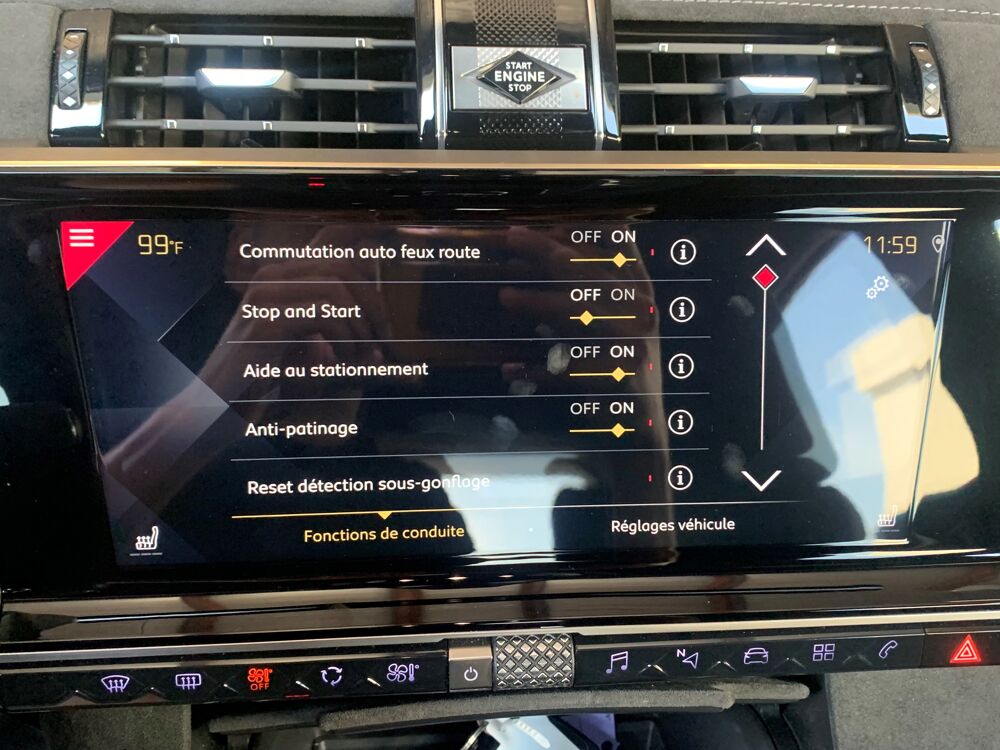 START
ENGINE
STOP
99°F
11:59
Commutation auto feux route
OFF ON
Stop and Start
OFF ON
Aide au stationnement
OFF ON
Anti-patinage
OFF ON
Reset détection sous-gonflage
Fonctions de conduite
Réglages véhicule
OFF
N